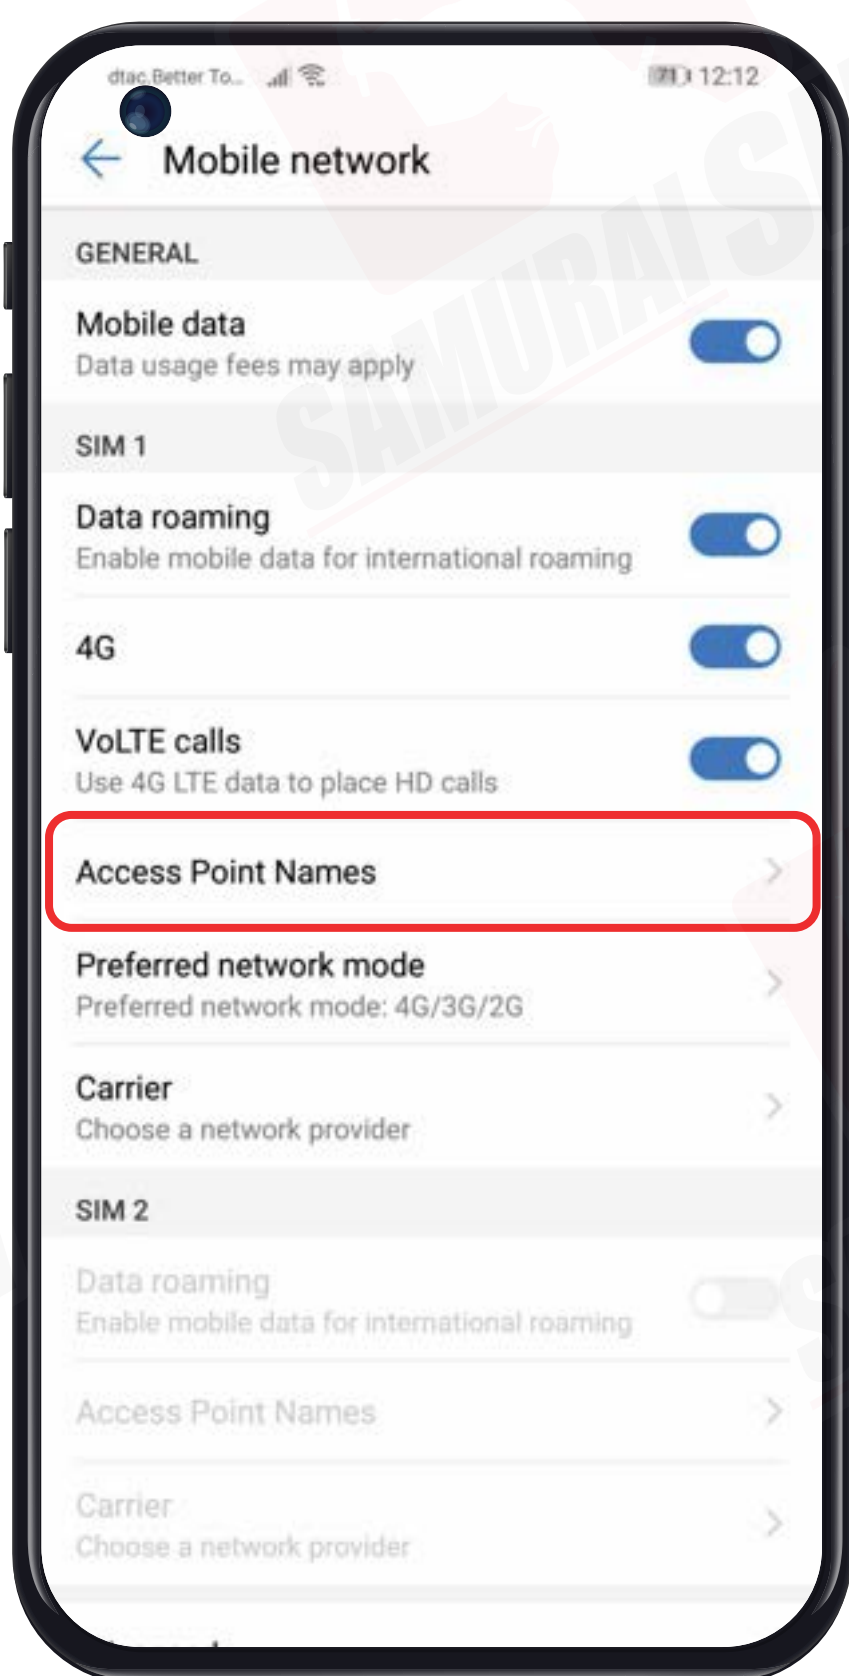 dtac.Better To...
71 12:12
Mobile network
GENERAL
Mobile data
Data usage fees may apply
SIM 1
Data roaming
Enable mobile data for international roaming
4G
VoLTE calls
Use 4G LTE data to place HD calls
Access Point Names
Preferred network mode
Preferred network mode: 4G/3G/2G
Carrier
Choose a network provider
SIM 2
Data roaming
Enable mobile data for international roaming
Access Point Names
Carrier
Choose a network provider
SAMURAI S